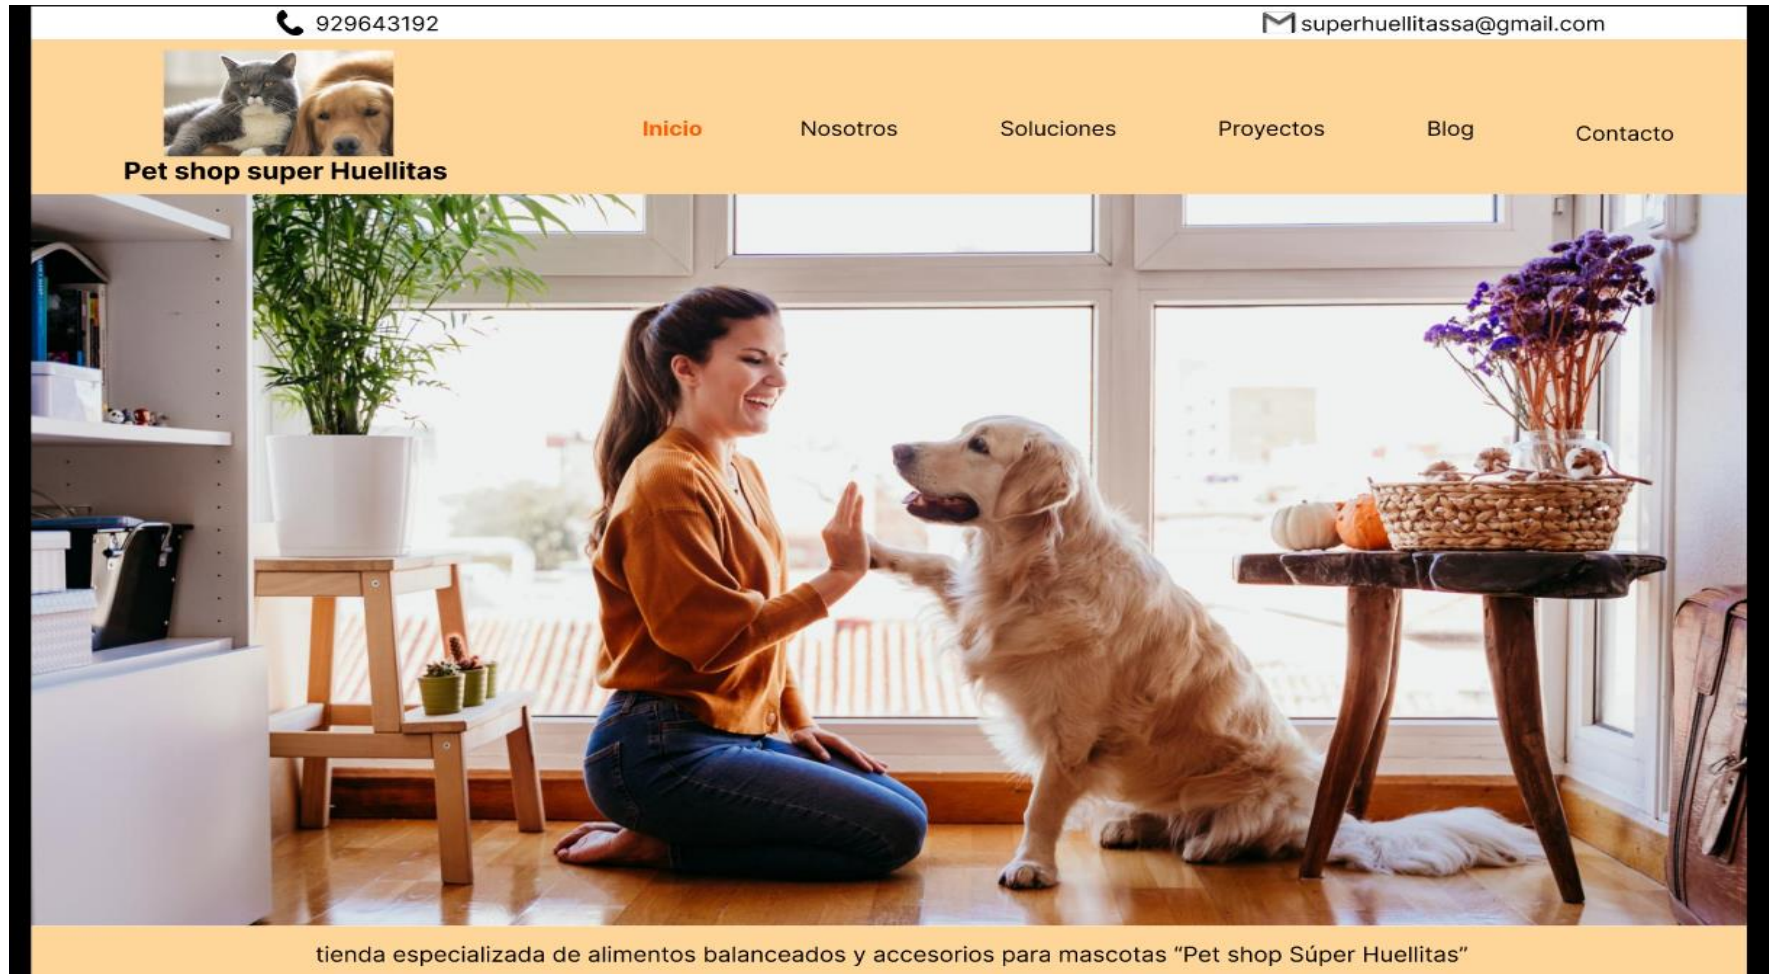 929643192
superhuellitassa@gmail.com
Inicio
Nosotros
Soluciones
Proyectos
Blog
Contacto
Pet shop super Huellitas
tienda especializada de alimentos balanceados y accesorios para mascotas “Pet shop Súper Huellitas”